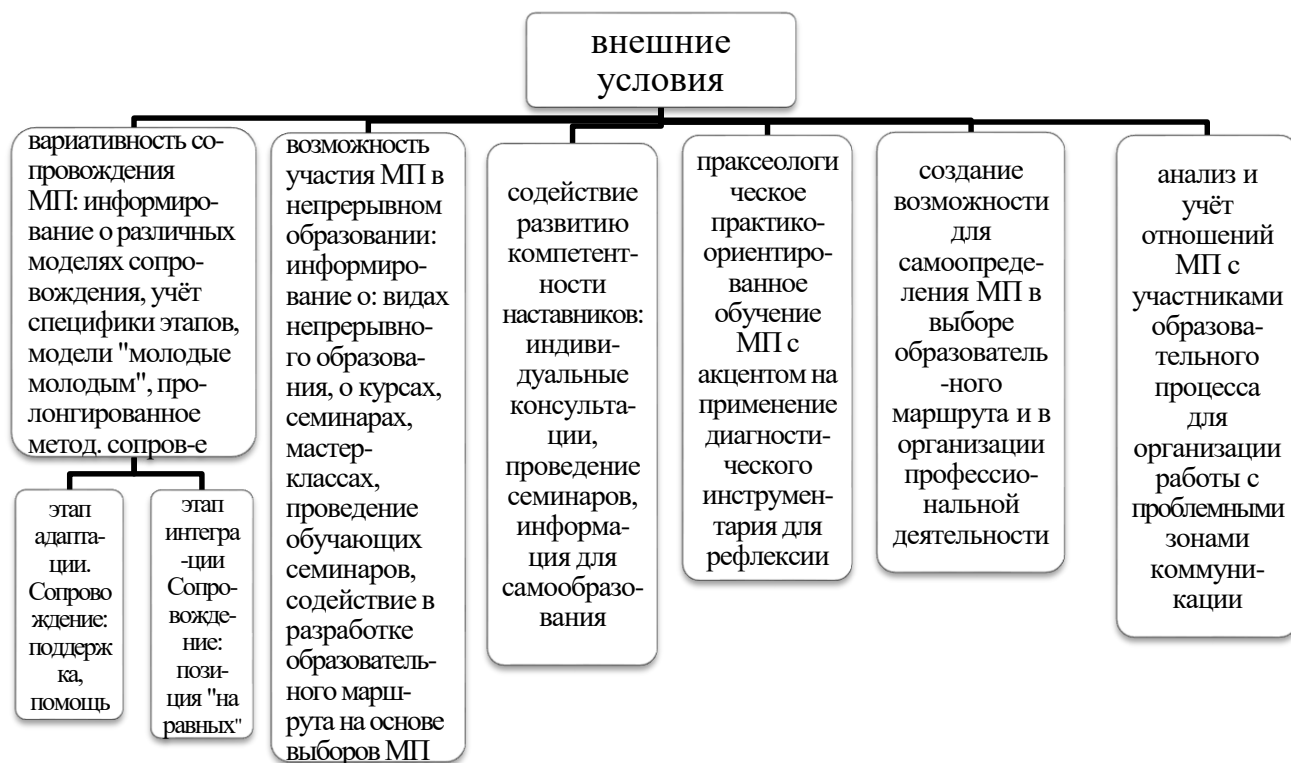 внешние
условия
вариативность со-
провождения
МП: информиро-
вание о различных
моделях сопро-
вождения, учёт
специфики этапов,
модели "молодые
молодым", про-
лонгированное
метод. сопров-е
этап
адапта-
ции.
Сопрово
ждение:
поддерж
ка,
помощь
этап
интегра
-ции
Сопро-
вожде-
ние:
пози-
ция "на
равных"
возможность
участия МП в
непрерывном
образовании:
информиро-
вание о: видах
непрерывно-
го образова-
ния, о курсах,
семинарах,
мастер-
классах,
проведение
обучающих
семинаров,
содействие в
разработке
образователь-
ного марш-
рута на основе
выборов МП
содействие
развитию
компетент-
ности
наставников:
индиви-
дуальные
консульта-
ции,
проведение
семинаров,
информа-
ция для
самообразо-
вания
праксеологи
ческое
практико-
ориентиро-
ванное
обучение
МП с
акцентом на
применение
диагности-
ческого
инструмен-
тария для
рефлексии
создание
возможности
для
самоопреде-
ления МП в
выборе
образователь
-ного
маршрута и в
организации
профессио-
нальной
деятельности
анализ и
учёт
отношений
МП с
участниками
образова-
тельного
процесса
для
организации
работы с
проблемными
зонами
коммуни-
кации